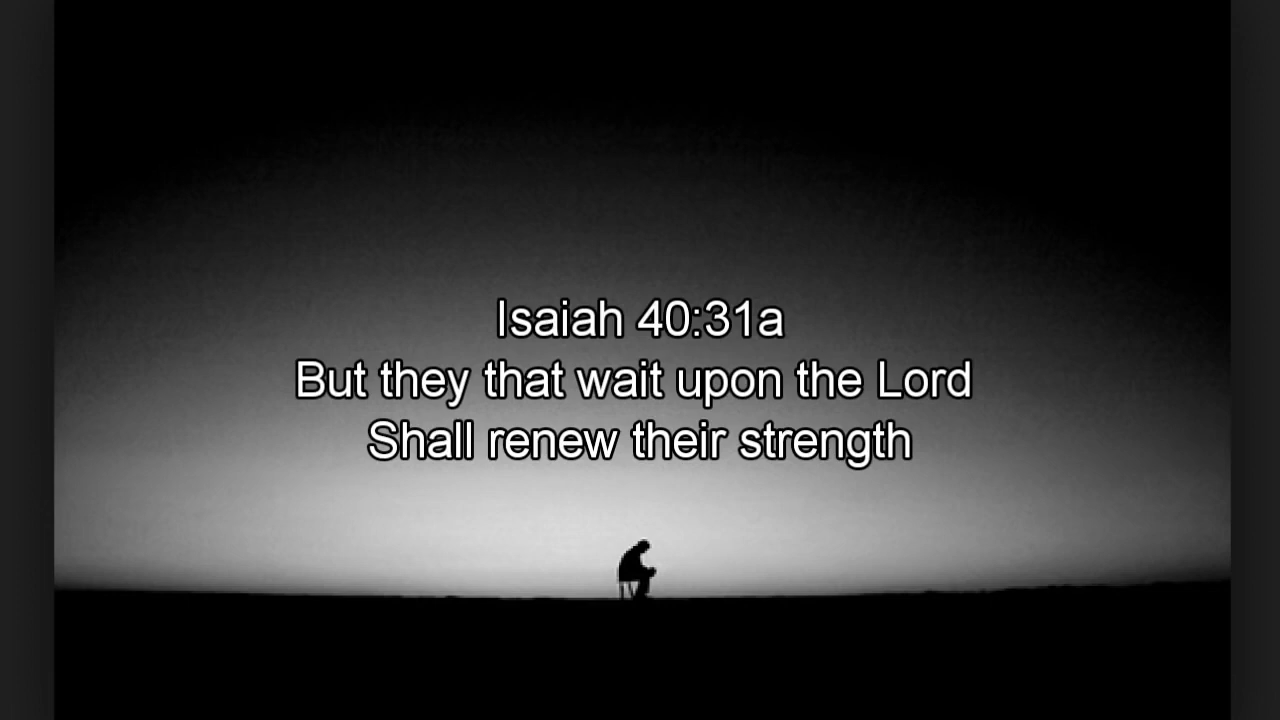 Isaiah 40:31a
But they that wait upon the Lord
Shall renew their strength